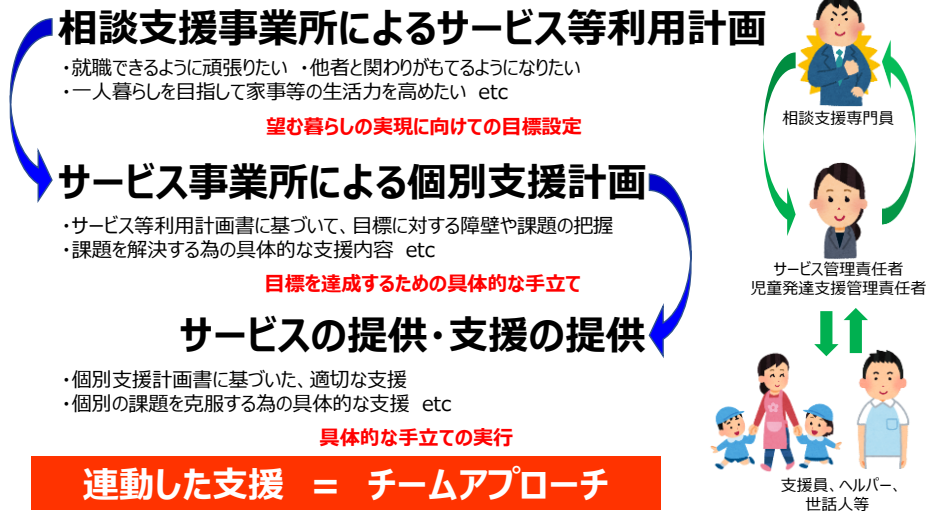 相談支援事業所によるサービス等利用計画
・就職できるように頑張りたい ・他者と関わりがもてるようになりたい
・一人暮らしを目指して家事等の生活力を高めたい etc
望む暮らしの実現に向けての目標設定
サービス事業所による個別支援計画
・サービス等利用計画書に基づいて、目標に対する障壁や課題の把握
・課題を解決する為の具体的な支援内容 etc
目標を達成するための具体的な手立て
サービスの提供・支援の提供
・個別支援計画書に基づいた、適切な支援
・個別の課題を克服する為の具体的な支援 etc
具体的な手立ての実行
連動した支援 = チームアプローチ
相談支援専門員
サービス管理責任者
児童発達支援管理責任者
支援員、ヘルパー、
世話人等